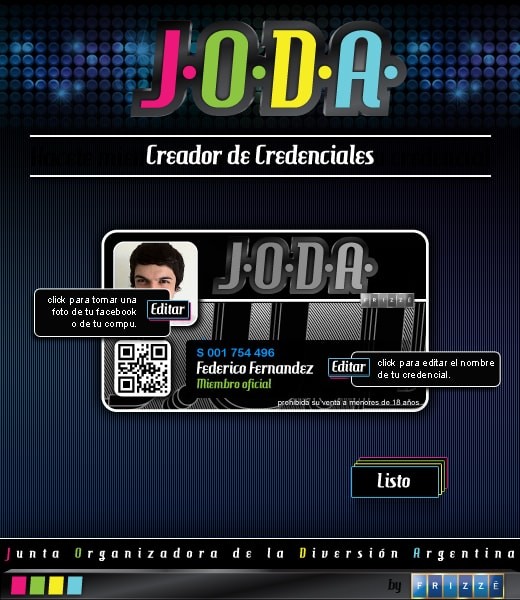 J·O·D·A·
Creador de Credenciales
J·O·D·A·
FRIZZÉ
click para tomar una
foto de tu facebook
o de tu compu.
Editar
S 001 754 496
Federico Fernandez
Miembro oficial
Editar
click para editar el nombre
de tu credencial.
prohibida su venta a menores de 18 años
Listo
Junta Organizadora de la Diversión Argentina
by FRIZZÉ